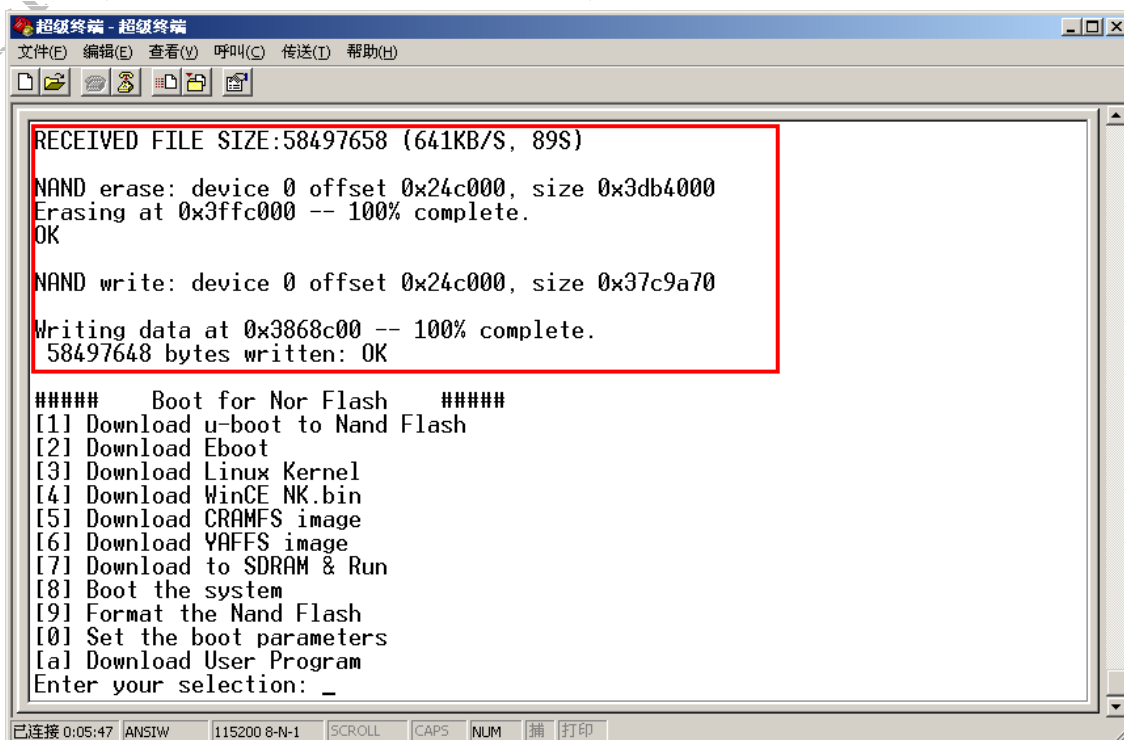 超级终端 - 超级终端
文件(F) 编辑(E) 查看(V) 呼叫(C) 传送(T) 帮助(H)
RECEIVED FILE SIZE:58497658 (641KB/S, 89S)
NAND erase: device 0 offset 0x24c000, size 0x3db4000
Erasing at 0x3ffc000 -- 100% complete.
OK
NAND write: device 0 offset 0x24c000, size 0x37c9a70
Writing data at 0x3868c00 -- 100% complete.
58497648 bytes written: OK
##### Boot for Nor Flash #####
[1] Download u-boot to Nand Flash
[2] Download Eboot
[3] Download Linux Kernel
[4] Download WinCE NK.bin
[5] Download CRAMFS image
[6] Download YAFFS image
[7] Download to SDRAM & Run
[8] Boot the system
[9] Format the Nand Flash
[0] Set the boot parameters
[a] Download User Program
Enter your selection: _
已连接 0:05:47 ANSIW 115200 8-N-1 SCROLL CAPS NUM 捕 打印